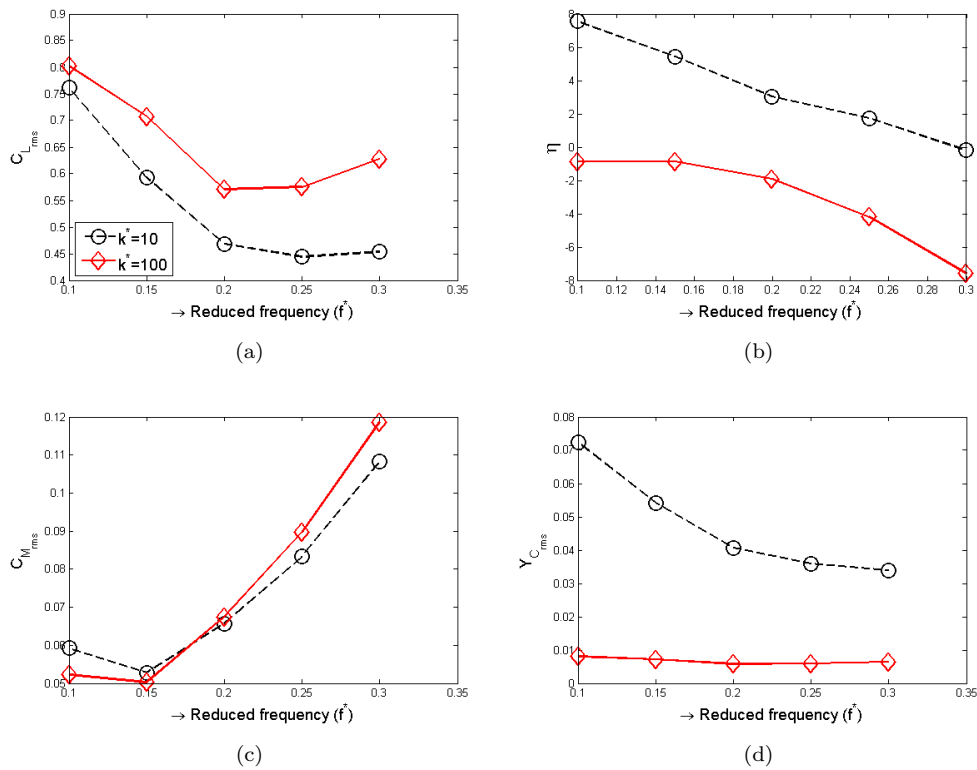 0.9
0.85
0.8
0.75
0.7
0.65
0.6
0.55
0.5
0.45
0.4
C_{L_{rms}}
k^*=10
k^*=100
0.1 0.15 0.2 0.25 0.3 0.35
→ Reduced frequency (f^*)
(a)
8
6
4
2
0
-2
-4
-6
-8
η
0.1 0.12 0.14 0.16 0.18 0.2 0.22 0.24 0.26 0.28 0.3
→ Reduced frequency (f^*)
(b)
0.12
0.11
0.1
0.09
0.08
0.07
0.06
0.05
C_{M_{rms}}
0.1 0.15 0.2 0.25 0.3 0.35
→ Reduced frequency (f^*)
(c)
0.08
0.07
0.06
0.05
0.04
0.03
0.02
0.01
0
Y_{C_{rms}}
0.1 0.15 0.2 0.25 0.3 0.35
→ Reduced frequency (f^*)
(d)